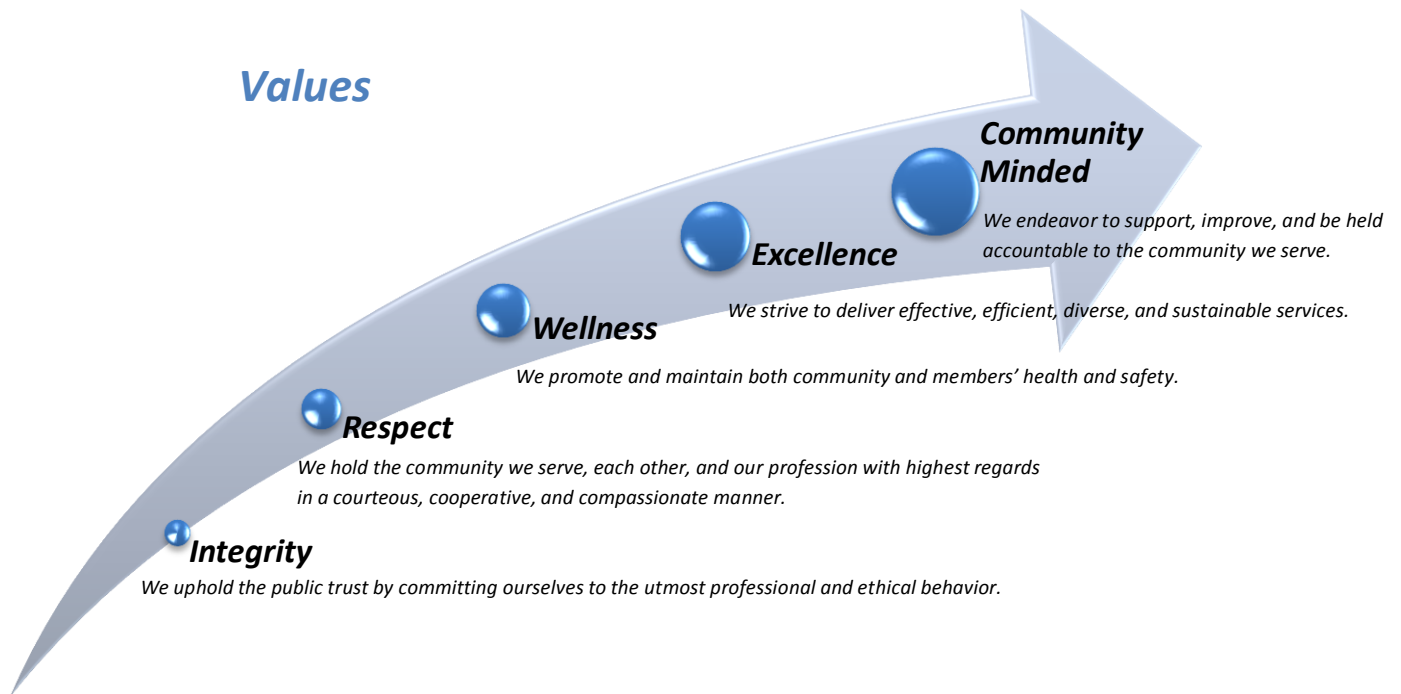 Values
Community
Minded
We endeavor to support, improve, and be held
accountable to the community we serve.
Excellence
We strive to deliver effective, efficient, diverse, and sustainable services.
Wellness
We promote and maintain both community and members’ health and safety.
Respect
We hold the community we serve, each other, and our profession with highest regards
in a courteous, cooperative, and compassionate manner.
Integrity
We uphold the public trust by committing ourselves to the utmost professional and ethical behavior.